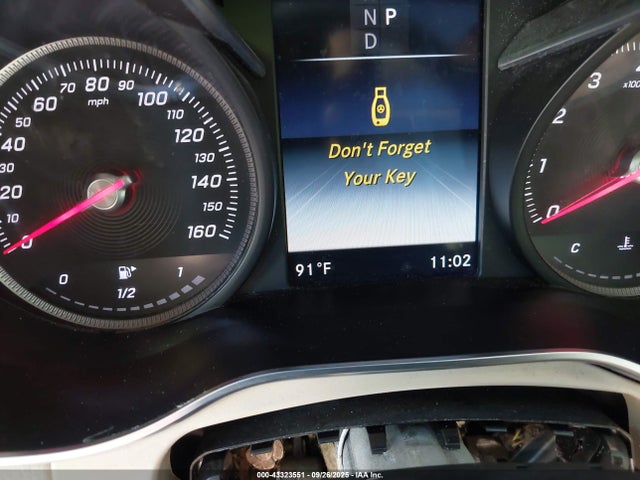 N P
D
Don't Forget
Your Key
91°F 11:02
0 10 20 30 40 50 60 70 80 90 100 110 120 130 140 150 160
mph
0 1/2 1
0 1 2 3
x100
C
000-43323551 - 09/26/2025 - IAA Inc.